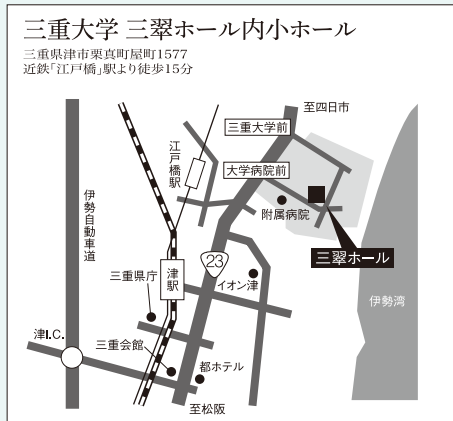 三重大学 三翠ホール内小ホール
三重県津市栗真町屋町1577
近鉄「江戸橋」駅より徒歩15分
至四日市
三重大学前
江戸橋駅
大学病院前
伊勢自動車道
附属病院
三翠ホール
23
津駅
イオン津
三重県庁
伊勢湾
津I.C.
三重会館
都ホテル
至松阪